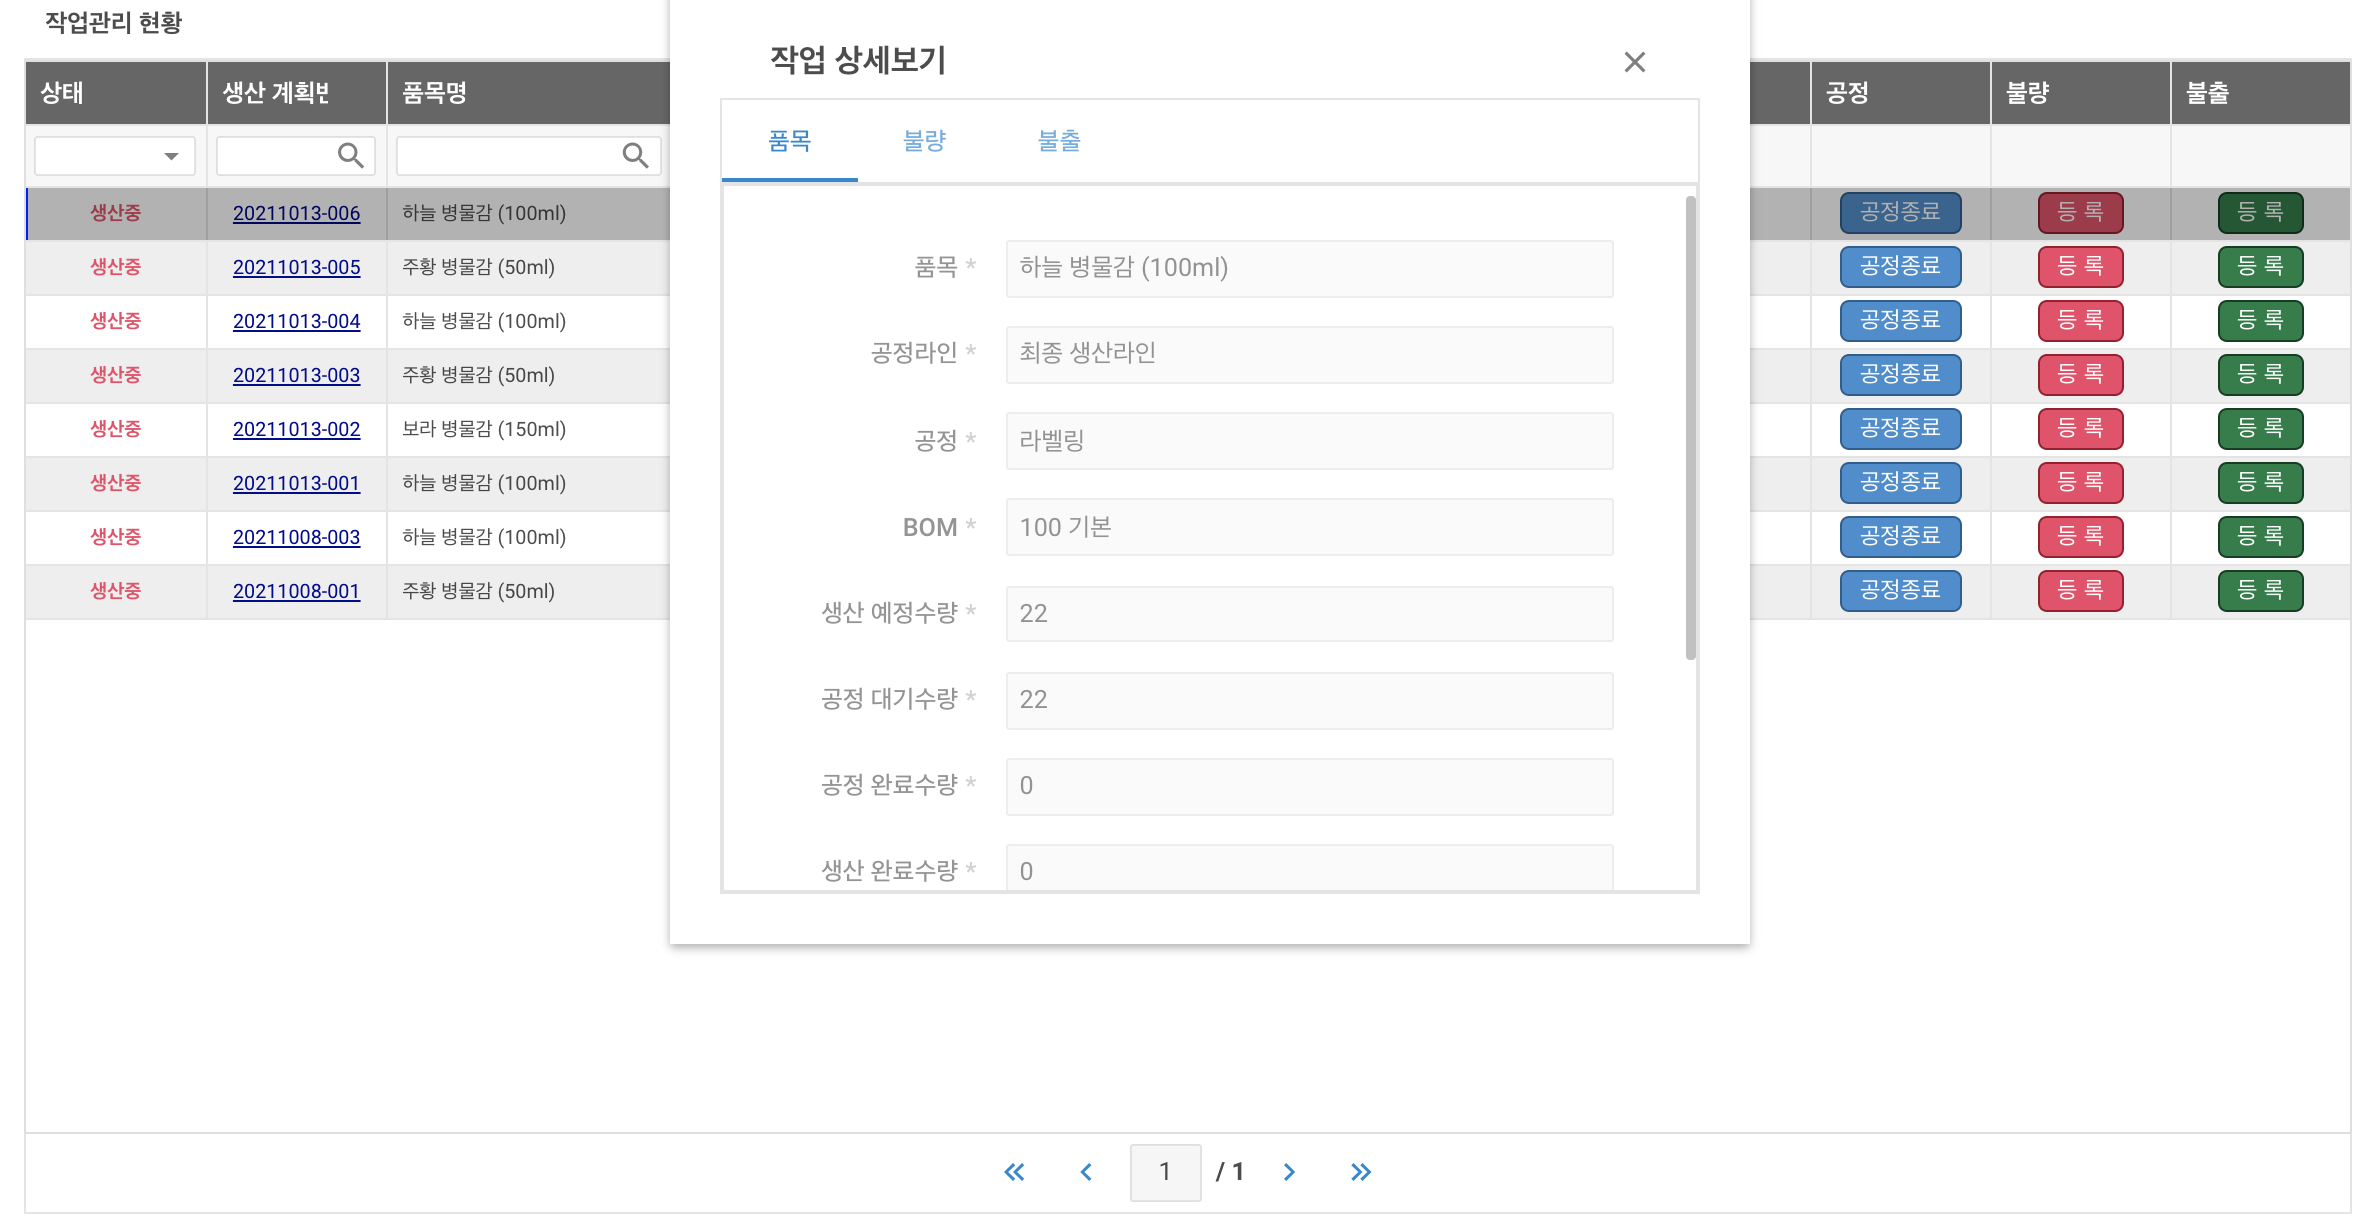 작업관리 현황
상태 생산 계획번 품목명 공정 불량 불출
생산중 20211013-006 하늘 병물감 (100ml) 공정종료 등 록 등 록
생산중 20211013-005 주황 병물감 (50ml) 공정종료 등 록 등 록
생산중 20211013-004 하늘 병물감 (100ml) 공정종료 등 록 등 록
생산중 20211013-003 주황 병물감 (50ml) 공정종료 등 록 등 록
생산중 20211013-002 보라 병물감 (150ml) 공정종료 등 록 등 록
생산중 20211013-001 하늘 병물감 (100ml) 공정종료 등 록 등 록
생산중 20211008-003 하늘 병물감 (100ml) 공정종료 등 록 등 록
생산중 20211008-001 주황 병물감 (50ml) 공정종료 등 록 등 록
작업 상세보기
품목 불량 불출
품목 * 하늘 병물감 (100ml)
공정라인 * 최종 생산라인
공정 * 라벨링
BOM * 100 기본
생산 예정수량 * 22
공정 대기수량 * 22
공정 완료수량 * 0
생산 완료수량 * 0
1 / 1